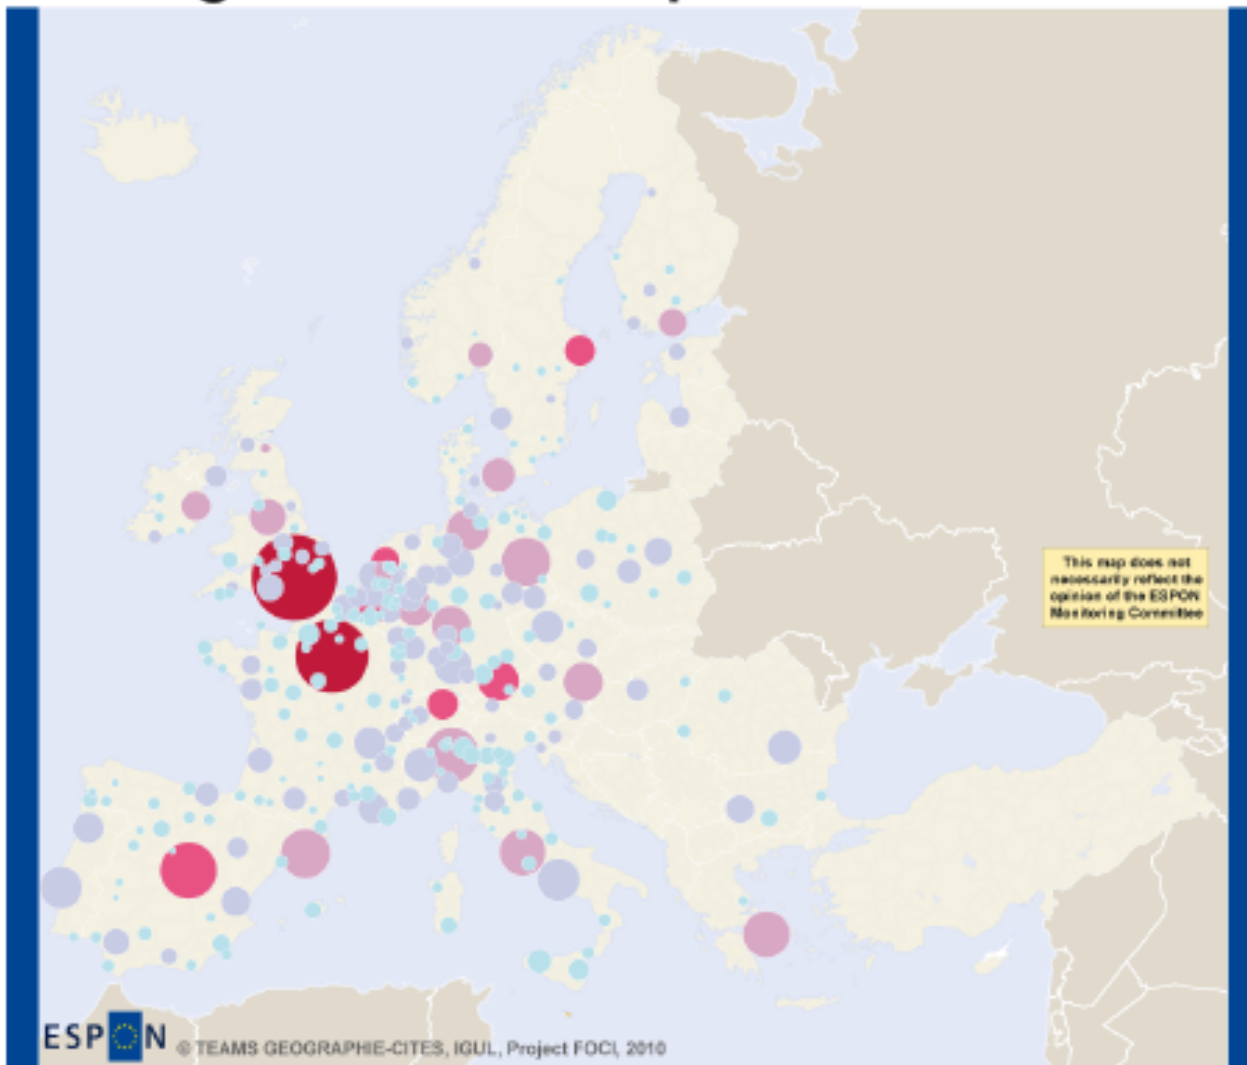 This map does not
necessarily reflect the
opinion of the ESPON
Monitoring Committee
ESPON
© TEAMS GEOGRAPHIE-CITES, IGUL, Project FOCI, 2010